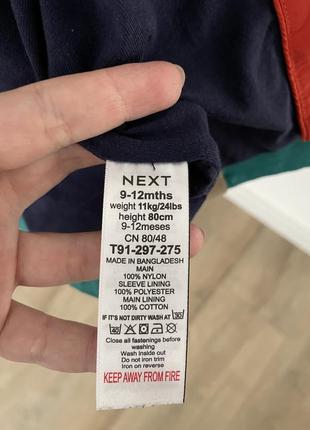 NEXT
9-12mths
weight 11kg/24lbs
height 80cm
9-12meses
CN 80/48
T91-297-275
MADE IN BANGLADESH
MAIN
100% NYLON
SLEEVE LINING
100% POLYESTER
MAIN LINING
100% COTTON
IF IT'S NOT DIRTY WASH AT 30
40
Close all fastenings before
washing
Wash inside out
Do not iron trim
Iron on reverse
KEEP AWAY FROM FIRE